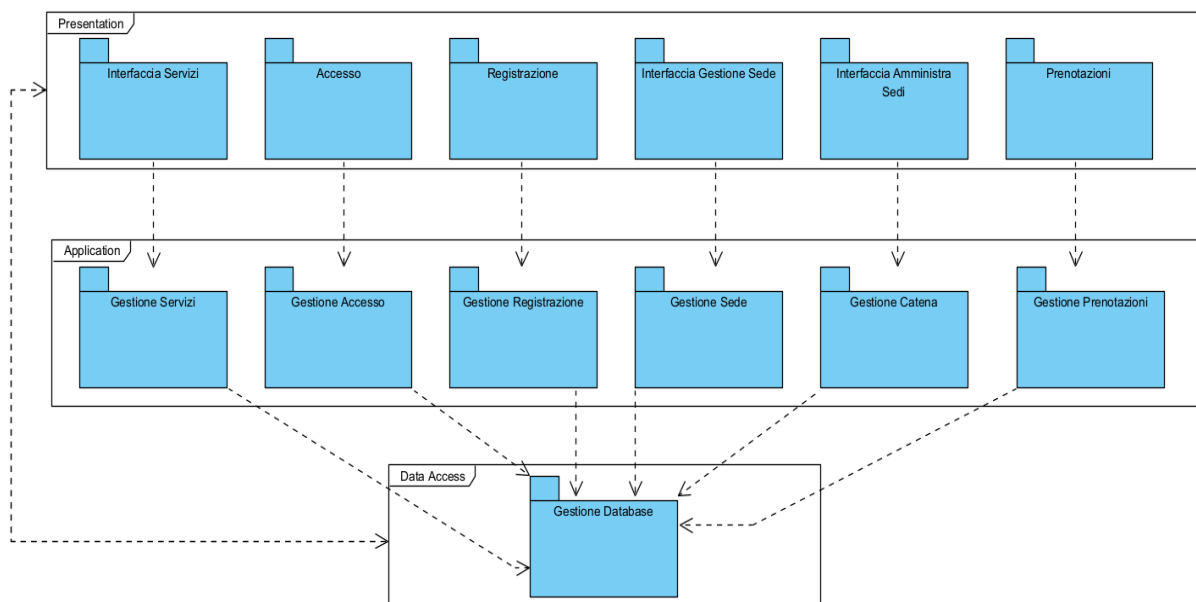 Presentation
Interfaccia Servizi
Accesso
Registrazione
Interfaccia Gestione Sede
Interfaccia Amministra
Sedi
Prenotazioni
Application
Gestione Servizi
Gestione Accesso
Gestione Registrazione
Gestione Sede
Gestione Catena
Gestione Prenotazioni
Data Access
Gestione Database